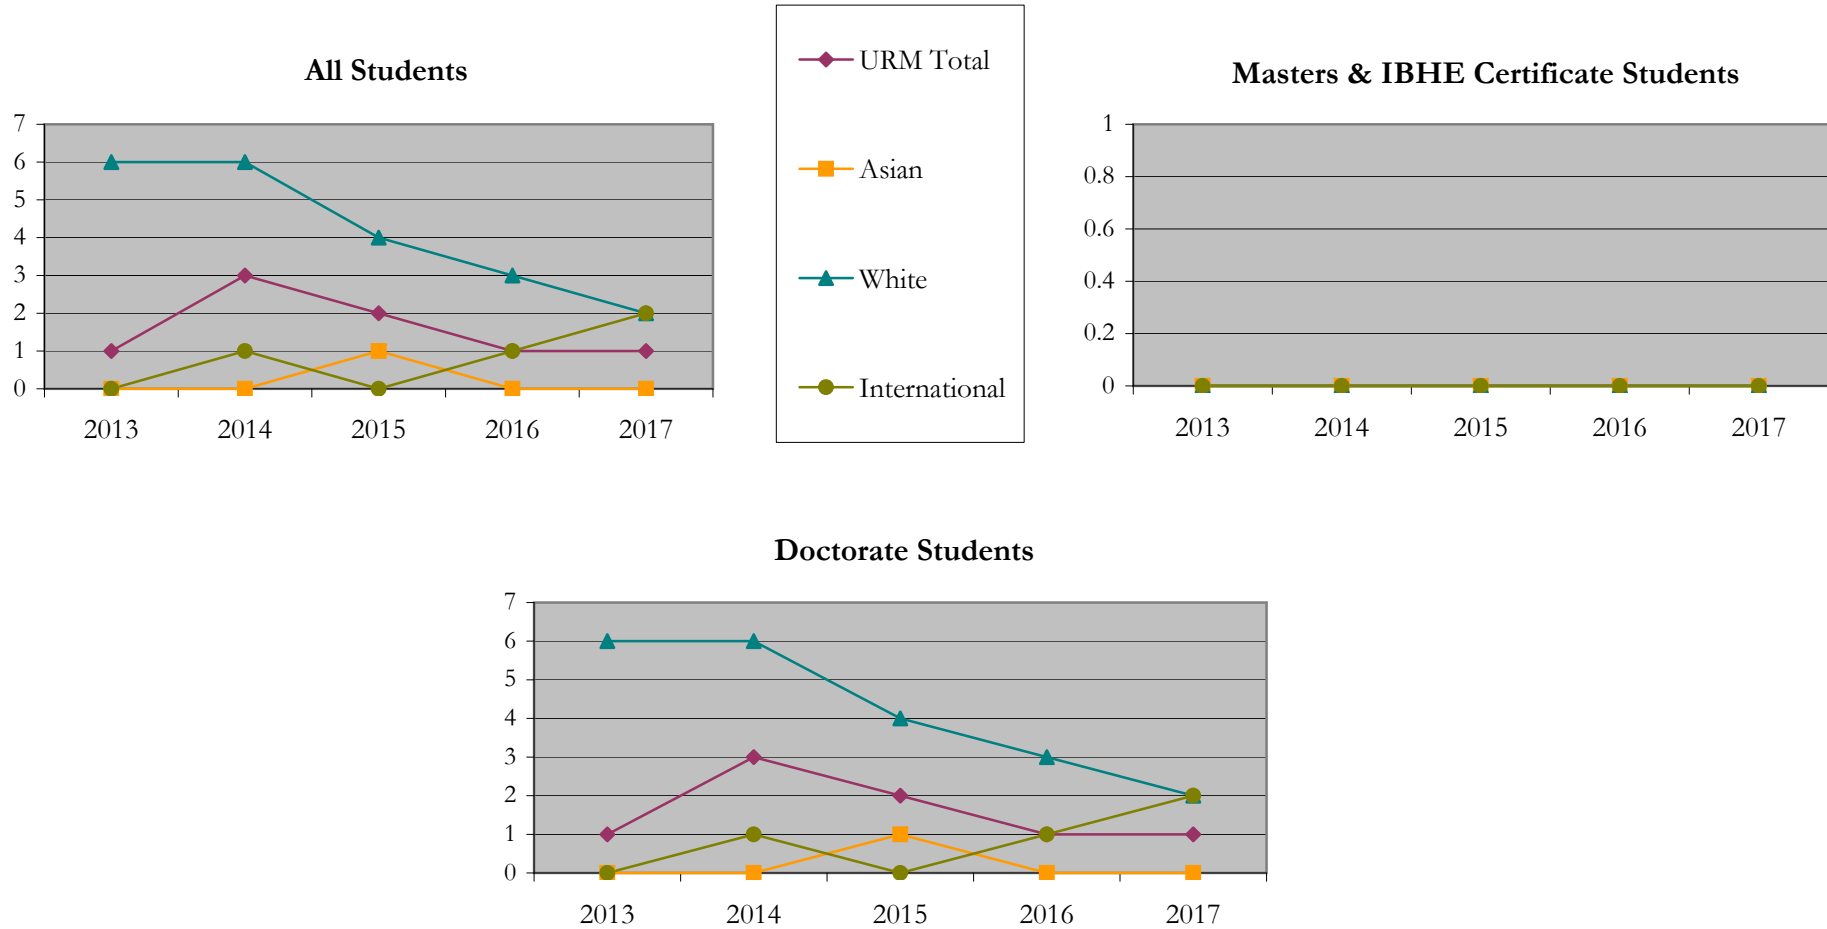 All Students
7
6
5
4
3
2
1
0
2013 2014 2015 2016 2017
URM Total
Asian
White
International
Masters & IBHE Certificate Students
1
0.8
0.6
0.4
0.2
0
2013 2014 2015 2016 2017
Doctorate Students
7
6
5
4
3
2
1
0
2013 2014 2015 2016 2017